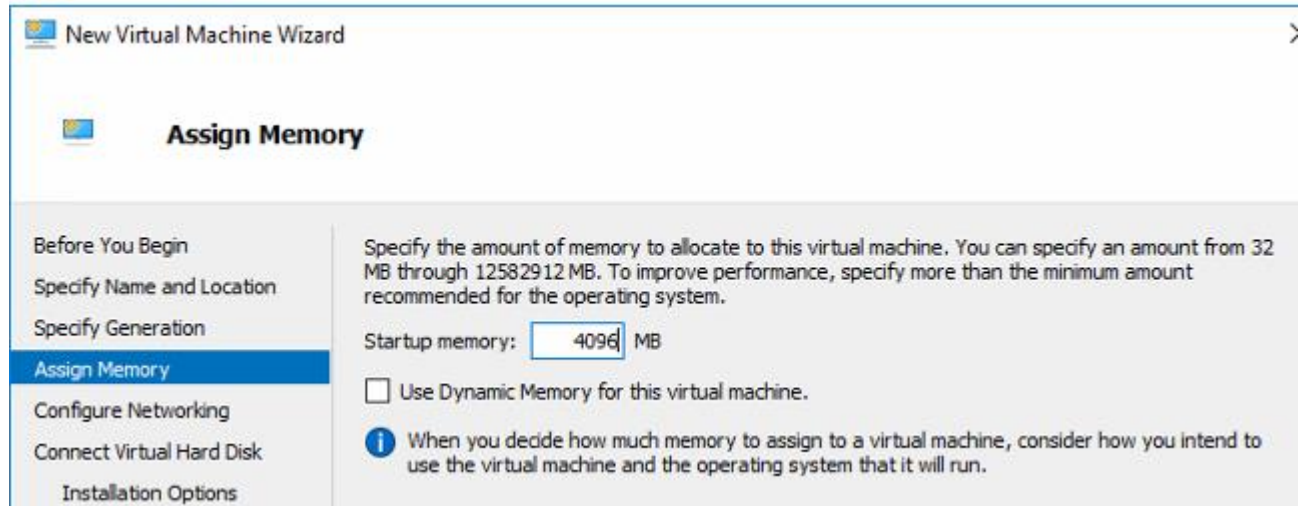 New Virtual Machine Wizard
Assign Memory
Before You Begin
Specify Name and Location
Specify Generation
Assign Memory
Configure Networking
Connect Virtual Hard Disk
Installation Options
Specify the amount of memory to allocate to this virtual machine. You can specify an amount from 32
MB through 12582912 MB. To improve performance, specify more than the minimum amount
recommended for the operating system.
Startup memory: 4096 MB
Use Dynamic Memory for this virtual machine.
When you decide how much memory to assign to a virtual machine, consider how you intend to
use the virtual machine and the operating system that it will run.